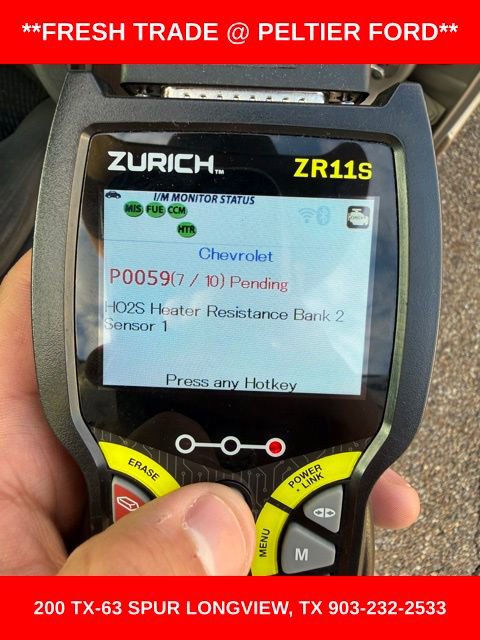 **FRESH TRADE @ PELTIER FORD**
ZURICH™
ZR11S
I/M MONITOR STATUS
MIS FUE CCM
HTR
Chevrolet
P0059(7 / 10) Pending
HO2S Heater Resistance Bank 2
Sensor 1
Press any Hotkey
ERASE
POWER
• LINK
MENU
M
200 TX-63 SPUR LONGVIEW, TX 903-232-2533